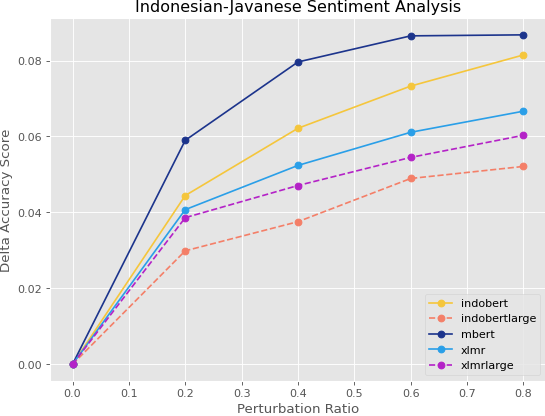 Indonesian-Javanese Sentiment Analysis
Delta Accuracy Score
0.08
0.06
0.04
0.02
0.00
0.0 0.1 0.2 0.3 0.4 0.5 0.6 0.7 0.8
Perturbation Ratio
indobert
indobertlarge
mbert
xlmr
xlmrlarge